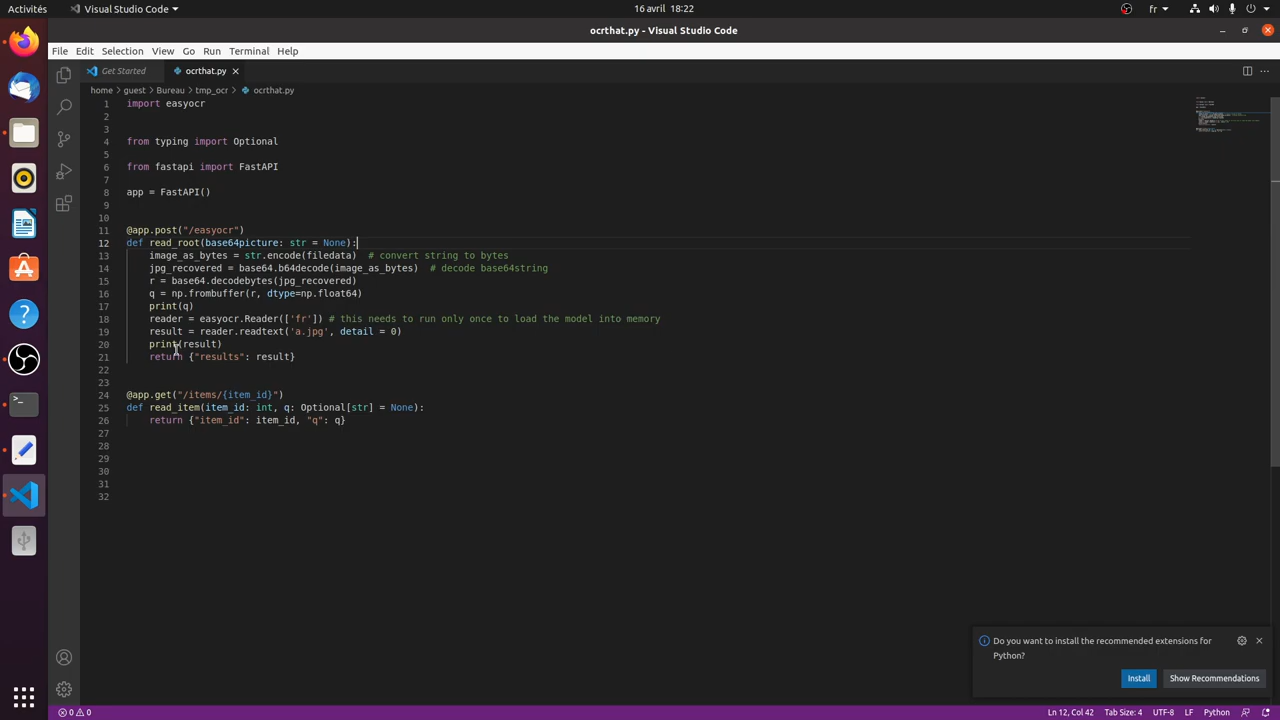 Activités
Visual Studio Code
16 avril 18:22
fr
ocrthat.py - Visual Studio Code
File Edit Selection View Go Run Terminal Help
Get Started
ocrthat.py
home guest Bureau tmp_ocr ocrthat.py
1 import easyocr
2
3
4 from typing import Optional
5
6 from fastapi import FastAPI
7
8 app = FastAPI()
9
10
11 @app.post("/easyocr")
12 def read_root(base64picture: str = None):
13 image_as_bytes = str.encode(filedata) # convert string to bytes
14 jpg_recovered = base64.b64decode(image_as_bytes) # decode base64string
15 r = base64.decodebytes(jpg_recovered)
16 q = np.frombuffer(r, dtype=np.float64)
17 print(q)
18 reader = easyocr.Reader(['fr']) # this needs to run only once to load the model into memory
19 result = reader.readtext('a.jpg', detail = 0)
20 print(result)
21 return {"results": result}
22
23
24 @app.get("/items/{item_id}")
25 def read_item(item_id: int, q: Optional[str] = None):
26 return {"item_id": item_id, "q": q}
27
28
29
30
31
32
Do you want to install the recommended extensions for
Python?
Install
Show Recommendations
0 0
Ln 12, Col 42
Tab Size: 4
UTF-8
LF
Python